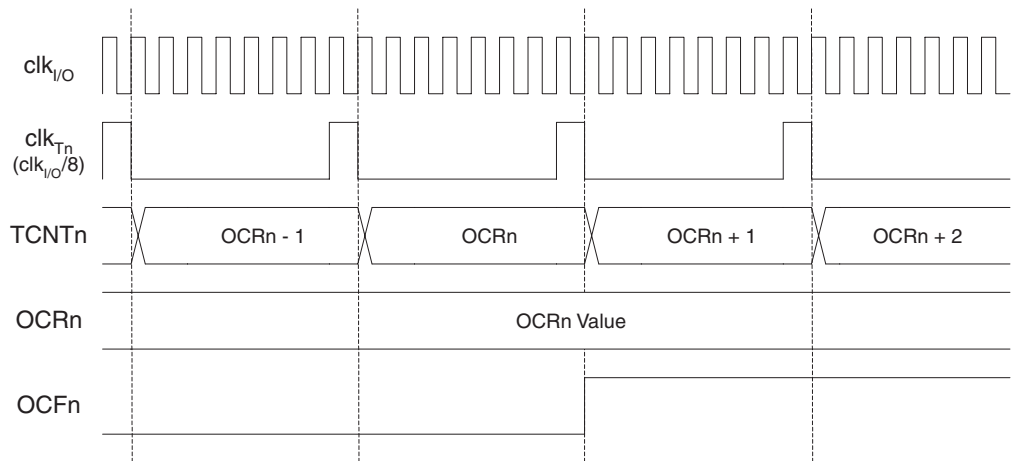 clkI/O
clkTn
(clkI/O/8)
TCNTn
OCRn - 1
OCRn
OCRn + 1
OCRn + 2
OCRn
OCRn Value
OCFn